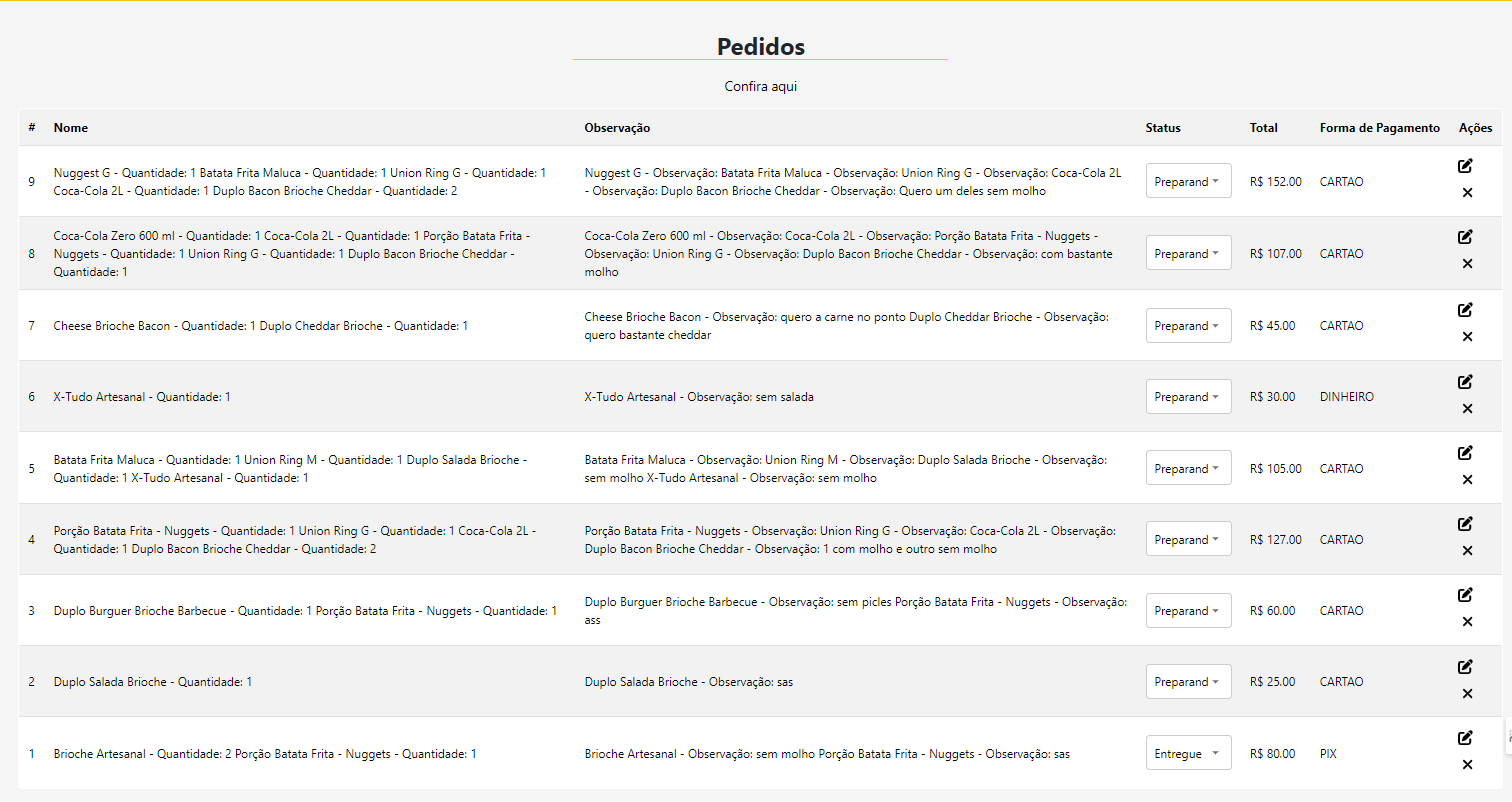 Pedidos
Confira aqui
# Nome Observação Status Total Forma de Pagamento Ações
9 Nuggest G - Quantidade: 1 Batata Frita Maluca - Quantidade: 1 Union Ring G - Quantidade: 1
Coca-Cola 2L - Quantidade: 1 Duplo Bacon Brioche Cheddar - Quantidade: 2
Nuggest G - Observação: Batata Frita Maluca - Observação: Union Ring G - Observação: Coca-Cola 2L
- Observação: Duplo Bacon Brioche Cheddar - Observação: Quero um deles sem molho
Preparand R$ 152.00 CARTAO
8 Coca-Cola Zero 600 ml - Quantidade: 1 Coca-Cola 2L - Quantidade: 1 Porção Batata Frita -
Nuggets - Quantidade: 1 Union Ring G - Quantidade: 1 Duplo Bacon Brioche Cheddar -
Quantidade: 1
Coca-Cola Zero 600 ml - Observação: Coca-Cola 2L - Observação: Porção Batata Frita - Nuggets -
Observação: Union Ring G - Observação: Duplo Bacon Brioche Cheddar - Observação: com bastante
molho
Preparand R$ 107.00 CARTAO
7 Cheese Brioche Bacon - Quantidade: 1 Duplo Cheddar Brioche - Quantidade: 1
Cheese Brioche Bacon - Observação: quero a carne no ponto Duplo Cheddar Brioche - Observação:
quero bastante cheddar
Preparand R$ 45.00 CARTAO
6 X-Tudo Artesanal - Quantidade: 1
X-Tudo Artesanal - Observação: sem salada
Preparand R$ 30.00 DINHEIRO
5 Batata Frita Maluca - Quantidade: 1 Union Ring M - Quantidade: 1 Duplo Salada Brioche -
Quantidade: 1 X-Tudo Artesanal - Quantidade: 1
Batata Frita Maluca - Observação: Union Ring M - Observação: Duplo Salada Brioche - Observação:
sem molho X-Tudo Artesanal - Observação: sem molho
Preparand R$ 105.00 CARTAO
4 Porção Batata Frita - Nuggets - Quantidade: 1 Union Ring G - Quantidade: 1 Coca-Cola 2L -
Quantidade: 1 Duplo Bacon Brioche Cheddar - Quantidade: 2
Porção Batata Frita - Nuggets - Observação: Union Ring G - Observação: Coca-Cola 2L - Observação:
Duplo Bacon Brioche Cheddar - Observação: 1 com molho e outro sem molho
Preparand R$ 127.00 CARTAO
3 Duplo Burguer Brioche Barbecue - Quantidade: 1 Porção Batata Frita - Nuggets - Quantidade: 1
Duplo Burguer Brioche Barbecue - Observação: sem picles Porção Batata Frita - Nuggets - Observação:
ass
Preparand R$ 60.00 CARTAO
2 Duplo Salada Brioche - Quantidade: 1
Duplo Salada Brioche - Observação: sas
Preparand R$ 25.00 CARTAO
1 Brioche Artesanal - Quantidade: 2 Porção Batata Frita - Nuggets - Quantidade: 1
Brioche Artesanal - Observação: sem molho Porção Batata Frita - Nuggets - Observação: sas
Entregue R$ 80.00 PIX